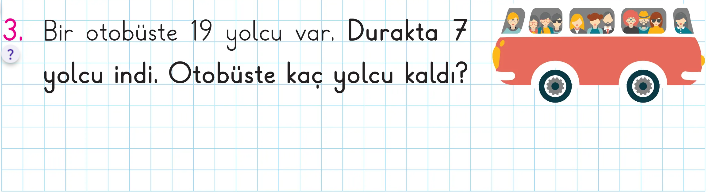 3. Bir otobüste 19 yolcu var. Durakta 7
?
yolcu indi. Otobüste kaç yolcu kaldı?